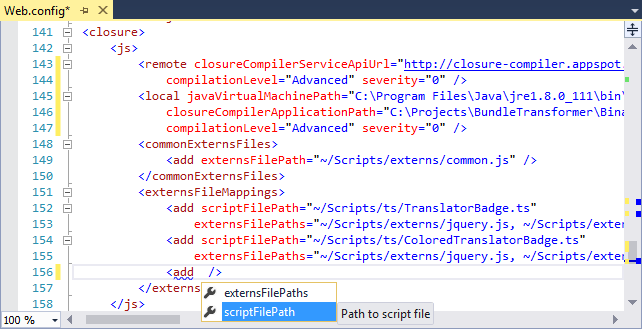 Web.config*
141 <closure>
142 <js>
143 <remote closureCompilerServiceApiUrl="http://closure-compiler.appspot.
144 compilationLevel="Advanced" severity="0" />
145 <local javaVirtualMachinePath="C:\Program Files\Java\jre1.8.0_111\bin\
146 closureCompilerApplicationPath="C:\Projects\BundleTransformer\Bina
147 compilationLevel="Advanced" severity="0" />
148 <commonExternsFiles>
149 <add externsFilePath="~/Scripts/externs/common.js" />
150 </commonExternsFiles>
151 <externsFileMappings>
152 <add scriptFilePath="~/Scripts/ts/TranslatorBadge.ts"
153 externsFilePaths="~/Scripts/externs/jquery.js, ~/Scripts/exter
154 <add scriptFilePath="~/Scripts/ts/ColoredTranslatorBadge.ts"
155 externsFilePaths="~/Scripts/externs/jquery.js, ~/Scripts/exter
156 <add />
157 </externs
externsFilePaths
158 </js>
scriptFilePath
Path to script file
100 %